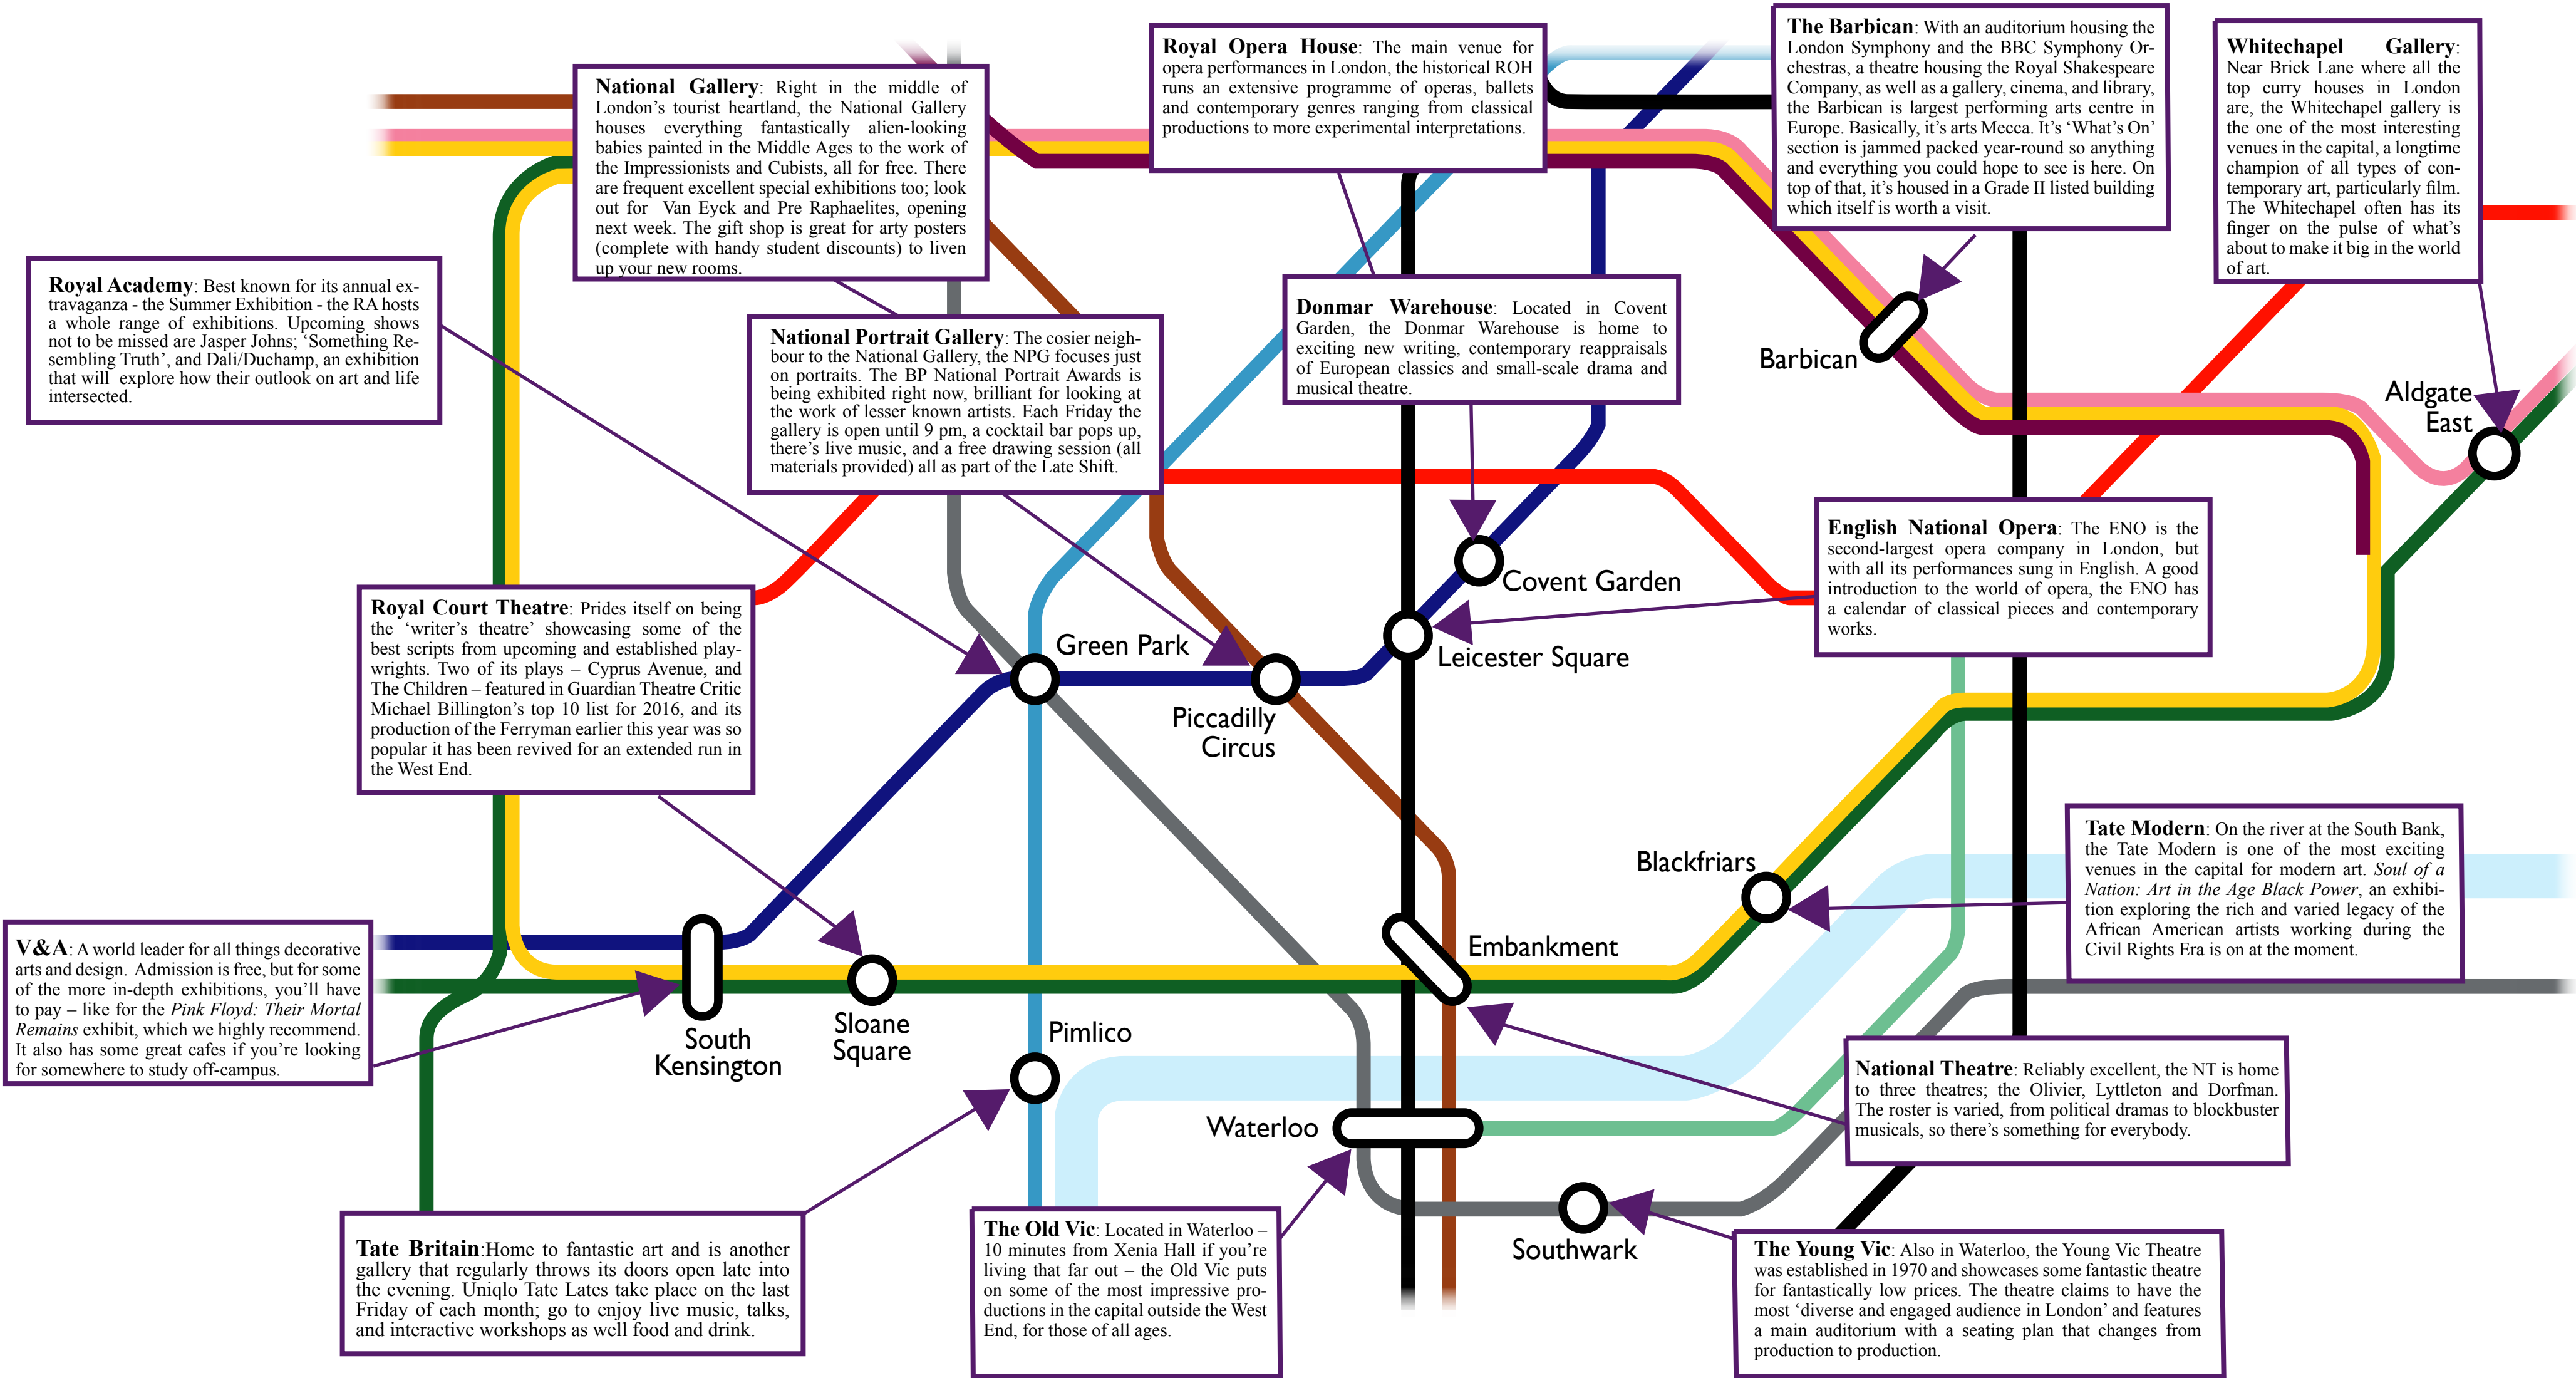 National Gallery: Right in the middle of
London's tourist heartland, the National Gallery
houses everything fantastically alien-looking
babies painted in the Middle Ages to the work of
the Impressionists and Cubists, all for free. There
are frequent excellent special exhibitions too; look
out for Van Eyck and Pre Raphaelites, opening
next week. The gift shop is great for arty posters
(complete with handy student discounts) to liven
up your new rooms.
Royal Opera House: The main venue for
opera performances in London, the historical ROH
runs an extensive programme of operas, ballets
and contemporary genres ranging from classical
productions to more experimental interpretations.
The Barbican: With an auditorium housing the
London Symphony and the BBC Symphony Or-
chestras, a theatre housing the Royal Shakespeare
Company, as well as a gallery, cinema, and library,
the Barbican is largest performing arts centre in
Europe. Basically, it's arts Mecca. It's 'What's On'
section is jammed packed year-round so anything
and everything you could hope to see is here. On
top of that, it's housed in a Grade II listed building
which itself is worth a visit.
Whitechapel Gallery:
Near Brick Lane where all the
top curry houses in London
are, the Whitechapel gallery is
the one of the most interesting
venues in the capital, a longtime
champion of all types of con-
temporary art, particularly film.
The Whitechapel often has its
finger on the pulse of what's
about to make it big in the world
of art.
Royal Academy: Best known for its annual ex-
travaganza - the Summer Exhibition - the RA hosts
a whole range of exhibitions. Upcoming shows
not to be missed are Jasper Johns; 'Something Re-
sembling Truth', and Dali/Duchamp, an exhibition
that will explore how their outlook on art and life
intersected.
National Portrait Gallery: The cosier neigh-
bour to the National Gallery, the NPG focuses just
on portraits. The BP National Portrait Awards is
being exhibited right now, brilliant for looking at
the work of lesser known artists. Each Friday the
gallery is open until 9 pm, a cocktail bar pops up,
there's live music, and a free drawing session (all
materials provided) all as part of the Late Shift.
Donmar Warehouse: Located in Covent
Garden, the Donmar Warehouse is home to
exciting new writing, contemporary reappraisals
of European classics and small-scale drama and
musical theatre.
Barbican
Aldgate
East
English National Opera: The ENO is the
second-largest opera company in London, but
with all its performances sung in English. A good
introduction to the world of opera, the ENO has
a calendar of classical pieces and contemporary
works.
Covent Garden
Royal Court Theatre: Prides itself on being
the 'writer's theatre' showcasing some of the
best scripts from upcoming and established play-
wrights. Two of its plays – Cyprus Avenue, and
The Children – featured in Guardian Theatre Critic
Michael Billington's top 10 list for 2016, and its
production of the Ferryman earlier this year was so
popular it has been revived for an extended run in
the West End.
Green Park
Leicester Square
Piccadilly
Circus
Blackfriars
Tate Modern: On the river at the South Bank,
the Tate Modern is one of the most exciting
venues in the capital for modern art. Soul of a
Nation: Art in the Age Black Power, an exhibi-
tion exploring the rich and varied legacy of the
African American artists working during the
Civil Rights Era is on at the moment.
V&A: A world leader for all things decorative
arts and design. Admission is free, but for some
of the more in-depth exhibitions, you'll have
to pay – like for the Pink Floyd: Their Mortal
Remains exhibit, which we highly recommend.
It also has some great cafes if you're looking
for somewhere to study off-campus.
Embankment
South
Kensington
Sloane
Square
Pimlico
National Theatre: Reliably excellent, the NT is home
to three theatres; the Olivier, Lyttleton and Dorfman.
The roster is varied, from political dramas to blockbuster
musicals, so there's something for everybody.
Waterloo
Southwark
Tate Britain:Home to fantastic art and is another
gallery that regularly throws its doors open late into
the evening. Uniqlo Tate Lates take place on the last
Friday of each month; go to enjoy live music, talks,
and interactive workshops as well food and drink.
The Old Vic: Located in Waterloo –
10 minutes from Xenia Hall if you're
living that far out – the Old Vic puts
on some of the most impressive pro-
ductions in the capital outside the West
End, for those of all ages.
The Young Vic: Also in Waterloo, the Young Vic Theatre
was established in 1970 and showcases some fantastic theatre
for fantastically low prices. The theatre claims to have the
most 'diverse and engaged audience in London' and features
a main auditorium with a seating plan that changes from
production to production.